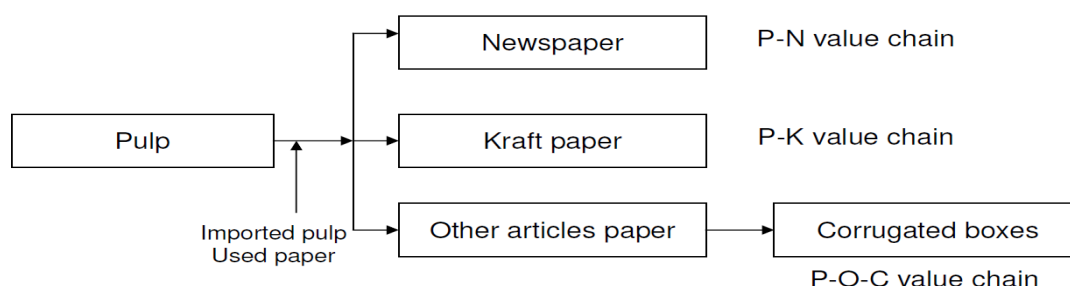 Newspaper
P-N value chain
Pulp
Kraft paper
P-K value chain
Imported pulp
Used paper
Other articles paper
Corrugated boxes
P-O-C value chain